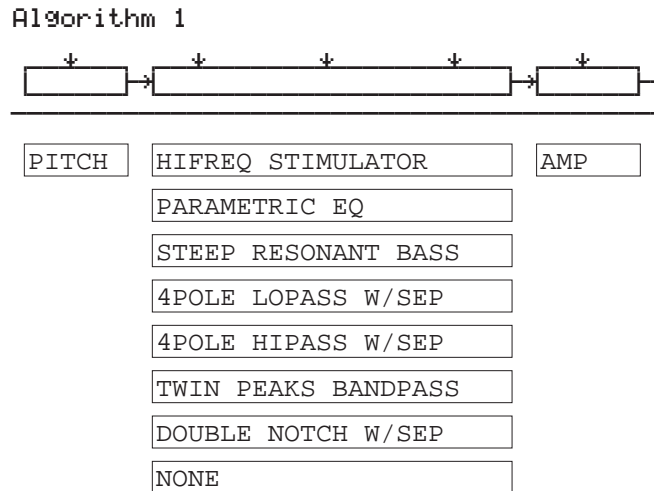 Algorithm 1
PITCH HIFREQ STIMULATOR AMP
PARAMETRIC EQ
STEEP RESONANT BASS
4POLE LOPASS W/SEP
4POLE HIPASS W/SEP
TWIN PEAKS BANDPASS
DOUBLE NOTCH W/SEP
NONE